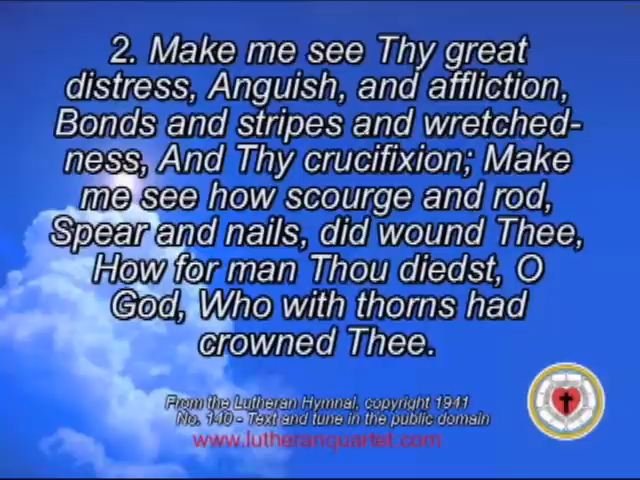 2. Make me see Thy great
distress, Anguish, and affliction,
Bonds and stripes and wretched-
ness, And Thy crucifixion; Make
me see how scourge and rod,
Spear and nails, did wound Thee,
How for man Thou diedst, O
God, Who with thorns had
crowned Thee.
From the Lutheran Hymnal, copyright 1941
No. 140 - Text and tune in the public domain
www.lutheranquartet.com